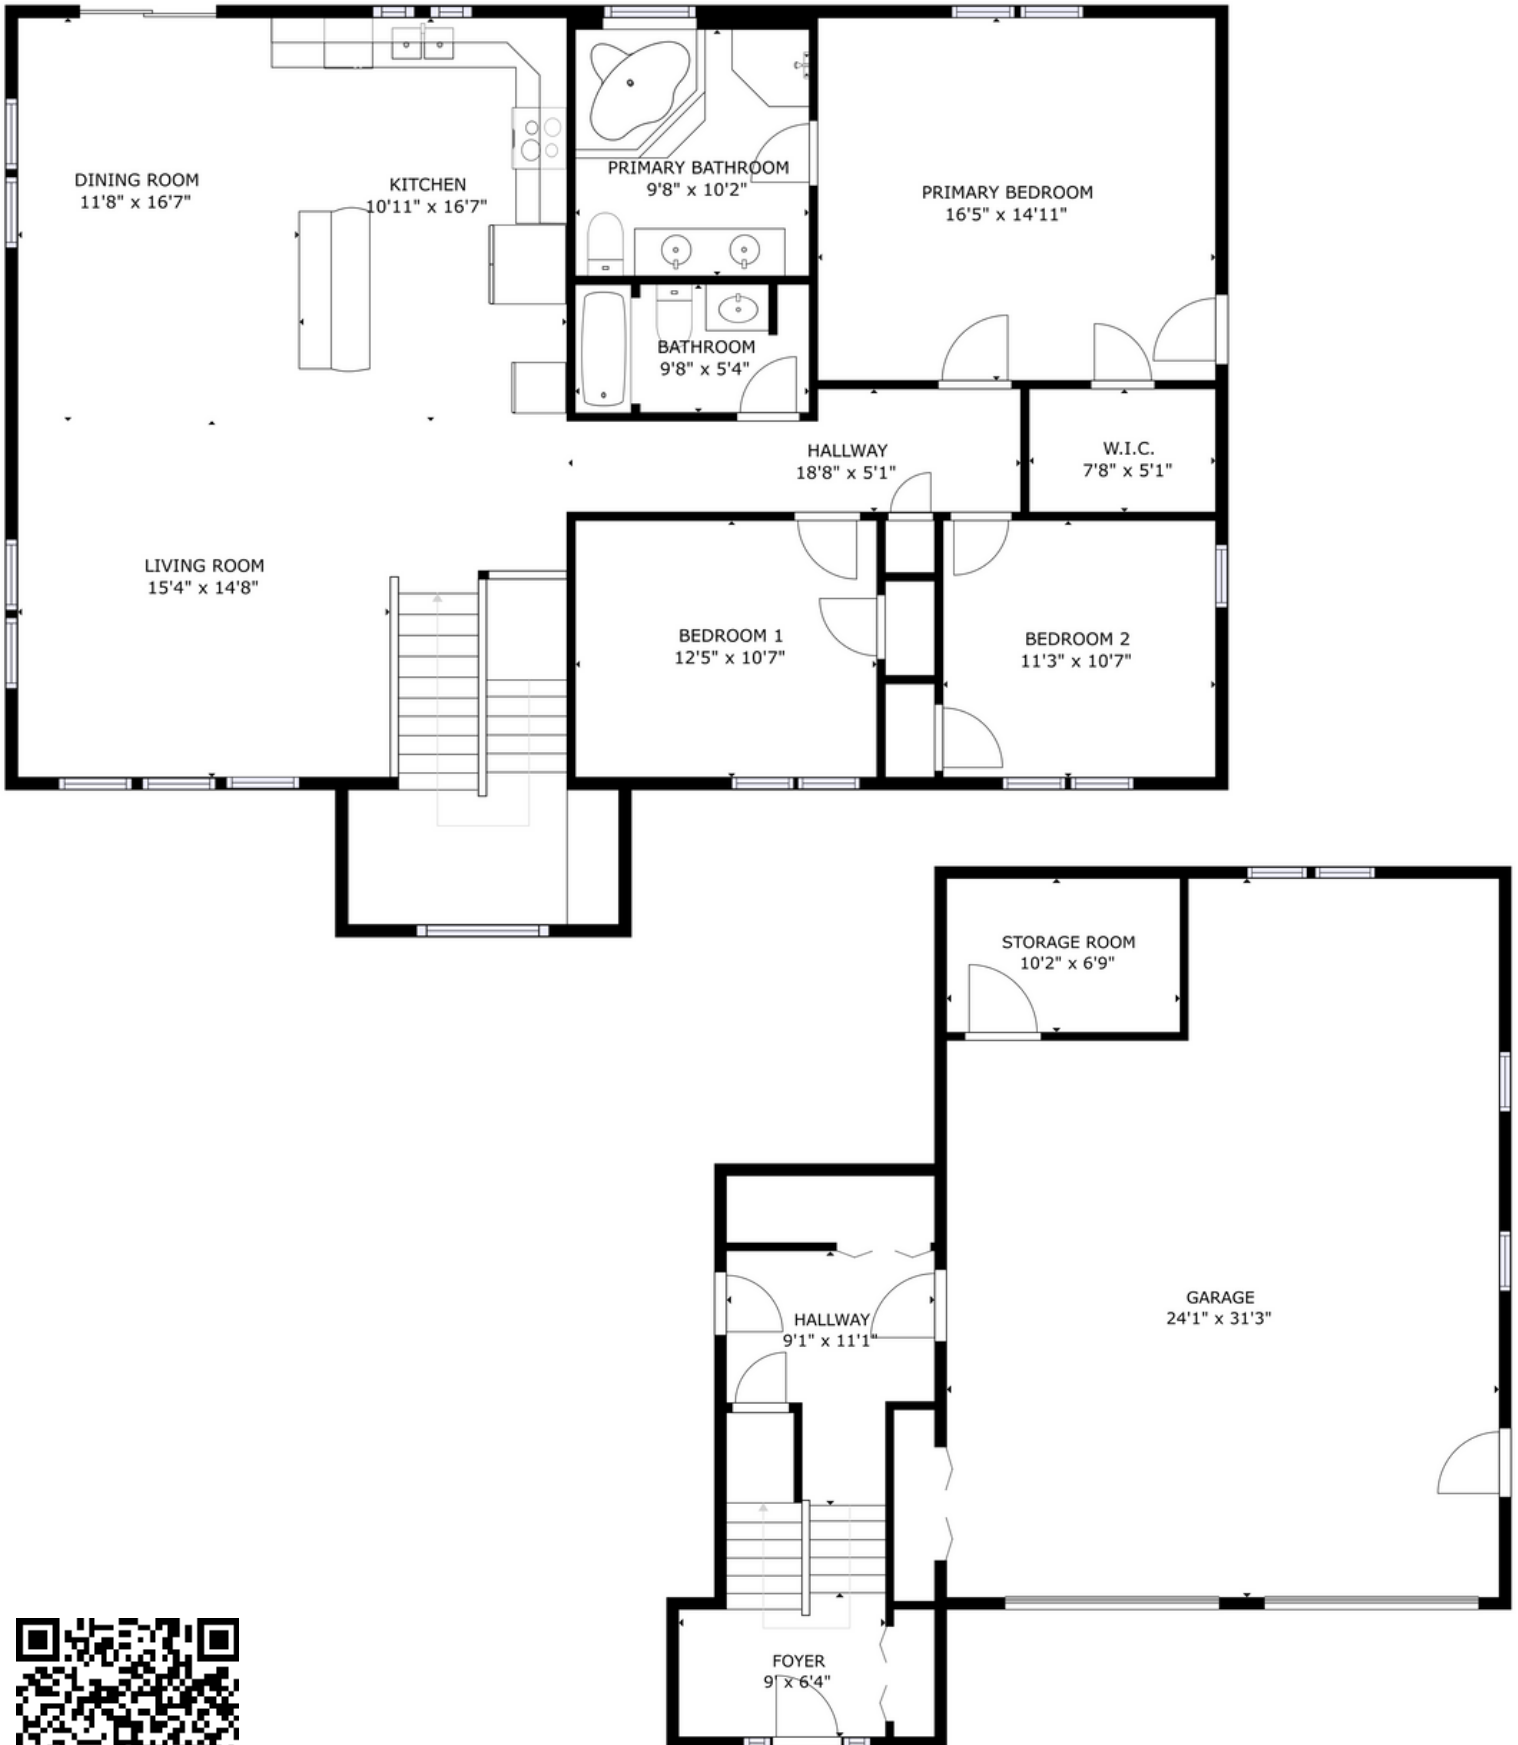 DINING ROOM
11'8" x 16'7"
KITCHEN
10'11" x 16'7"
PRIMARY BATHROOM
9'8" x 10'2"
PRIMARY BEDROOM
16'5" x 14'11"
BATHROOM
9'8" x 5'4"
HALLWAY
18'8" x 5'1"
W.I.C.
7'8" x 5'1"
LIVING ROOM
15'4" x 14'8"
BEDROOM 1
12'5" x 10'7"
BEDROOM 2
11'3" x 10'7"
STORAGE ROOM
10'2" x 6'9"
GARAGE
24'1" x 31'3"
HALLWAY
9'1" x 11'1"
FOYER
9' x 6'4"